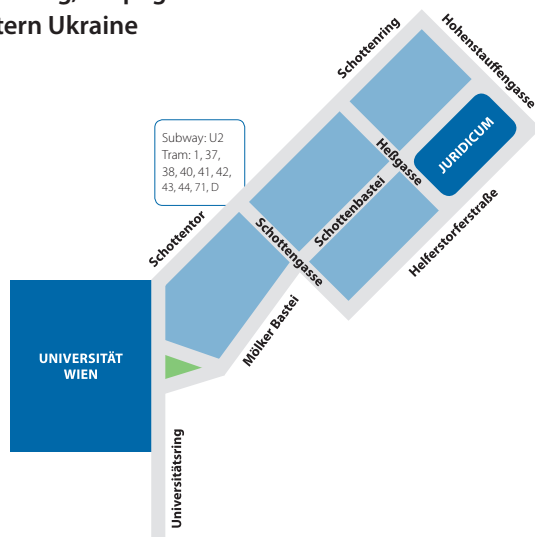 tern Ukraine
Schottenring
Hohenstauffengasse
Subway: U2
Tram: 1, 37,
38, 40, 41, 42,
43, 44, 71, D
JURIDICUM
Heßgasse
Schottenbastei
Schottentor
Schottengasse
Helferstorferstraße
Mölker Bastei
UNIVERSITÄT
WIEN
Universitätsring